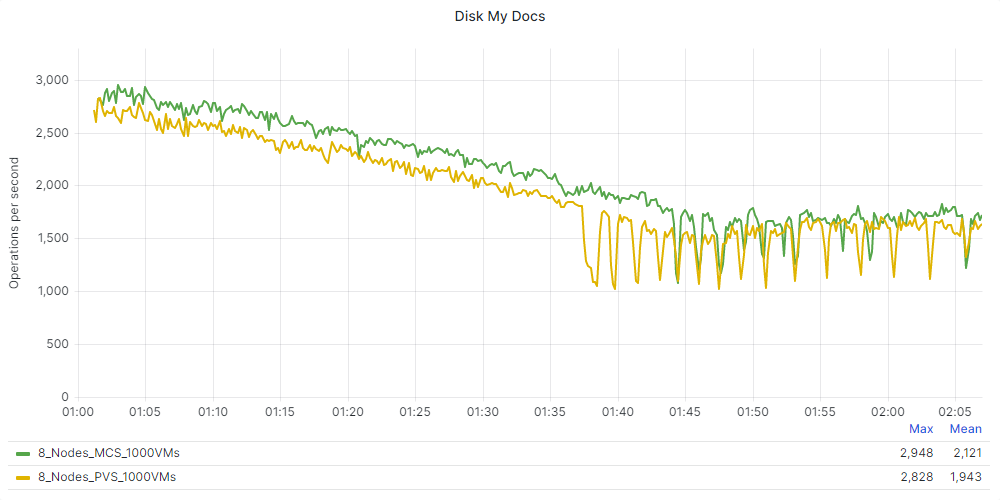 Disk My Docs
Operations per second
3,000
2,500
2,000
1,500
1,000
500
0
01:00 01:05 01:10 01:15 01:20 01:25 01:30 01:35 01:40 01:45 01:50 01:55 02:00 02:05
Max Mean
8_Nodes_MCS_1000VMs 2,948 2,121
8_Nodes_PVS_1000VMs 2,828 1,943